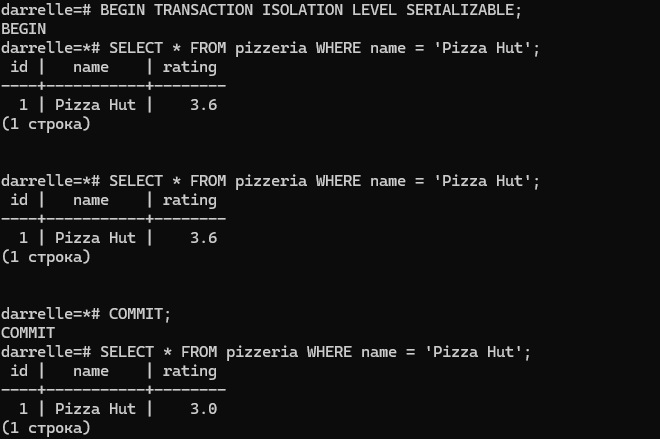 darrelle=# BEGIN TRANSACTION ISOLATION LEVEL SERIALIZABLE;
BEGIN
darrelle=*# SELECT * FROM pizzeria WHERE name = 'Pizza Hut';
 id |   name    | rating
----+-----------+--------
  1 | Pizza Hut |    3.6
(1 строка)


darrelle=*# SELECT * FROM pizzeria WHERE name = 'Pizza Hut';
 id |   name    | rating
----+-----------+--------
  1 | Pizza Hut |    3.6
(1 строка)


darrelle=*# COMMIT;
COMMIT
darrelle=# SELECT * FROM pizzeria WHERE name = 'Pizza Hut';
 id |   name    | rating
----+-----------+--------
  1 | Pizza Hut |    3.0
(1 строка)